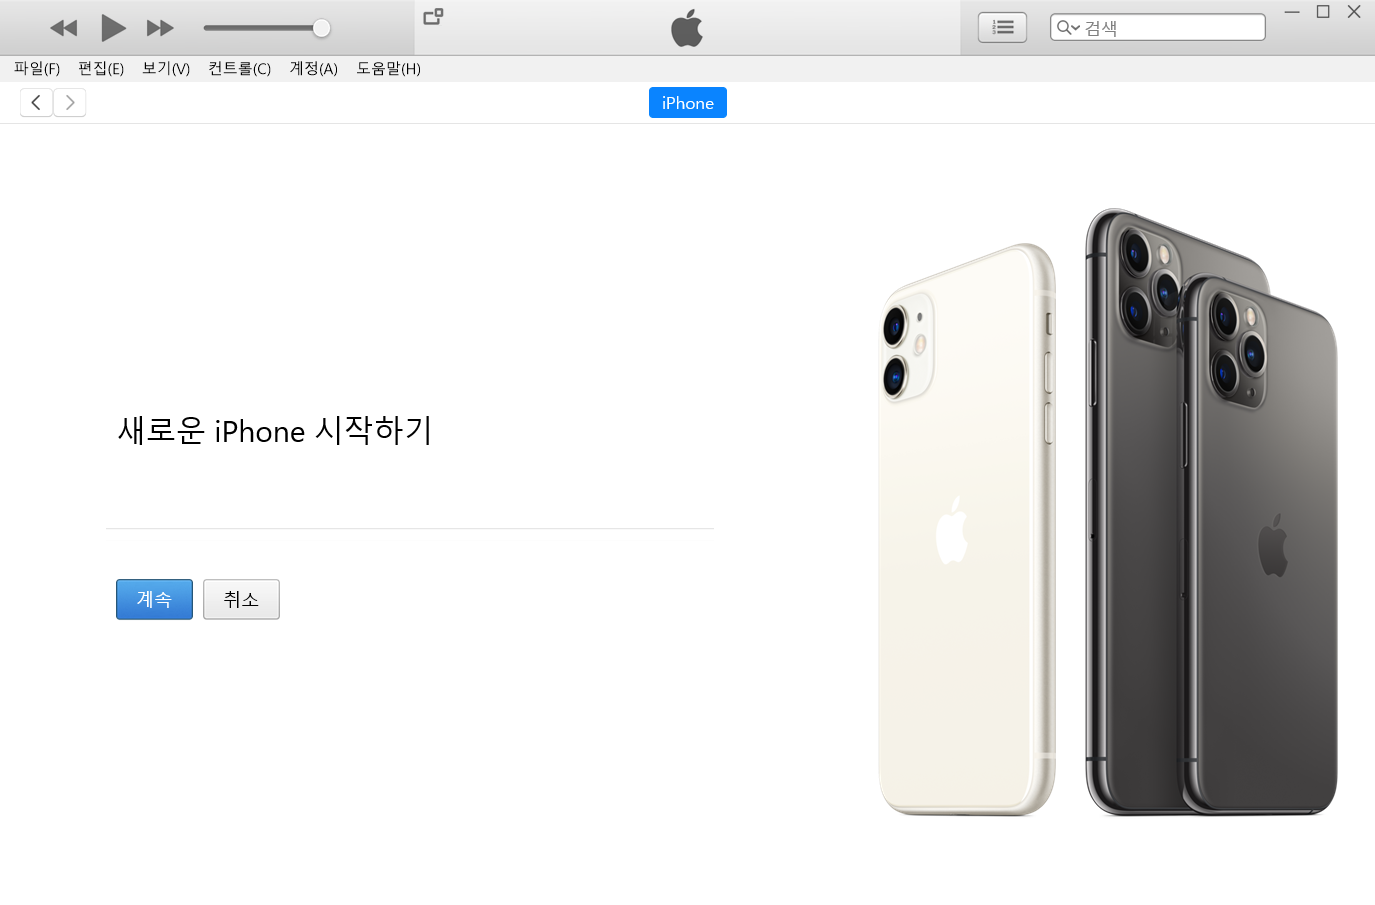 검색
파일(F) 편집(E) 보기(V) 컨트롤(C) 계정(A) 도움말(H)
iPhone
새로운 iPhone 시작하기
계속 취소